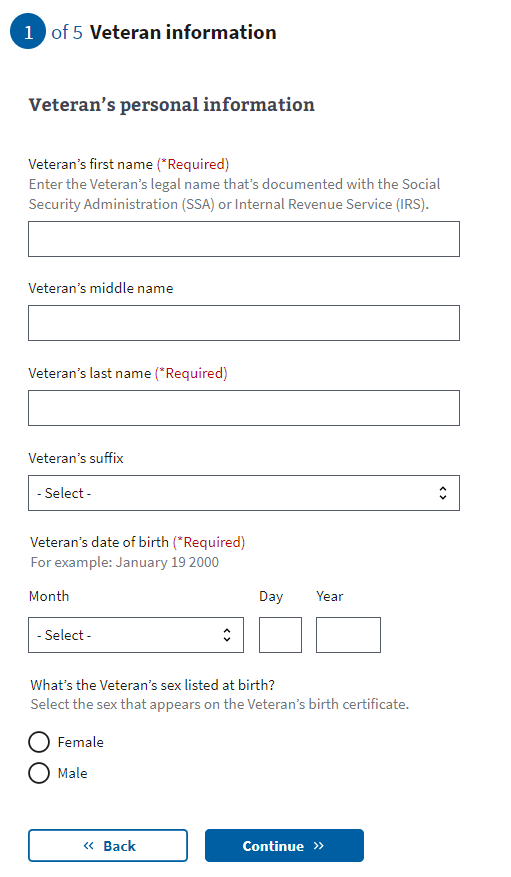 1 of 5 Veteran information
Veteran’s personal information
Veteran’s first name (*Required)
Enter the Veteran’s legal name that’s documented with the Social
Security Administration (SSA) or Internal Revenue Service (IRS).
Veteran’s middle name
Veteran’s last name (*Required)
Veteran’s suffix
- Select -
Veteran’s date of birth (*Required)
For example: January 19 2000
Month Day Year
- Select -
What’s the Veteran’s sex listed at birth?
Select the sex that appears on the Veteran’s birth certificate.
Female
Male
« Back Continue »